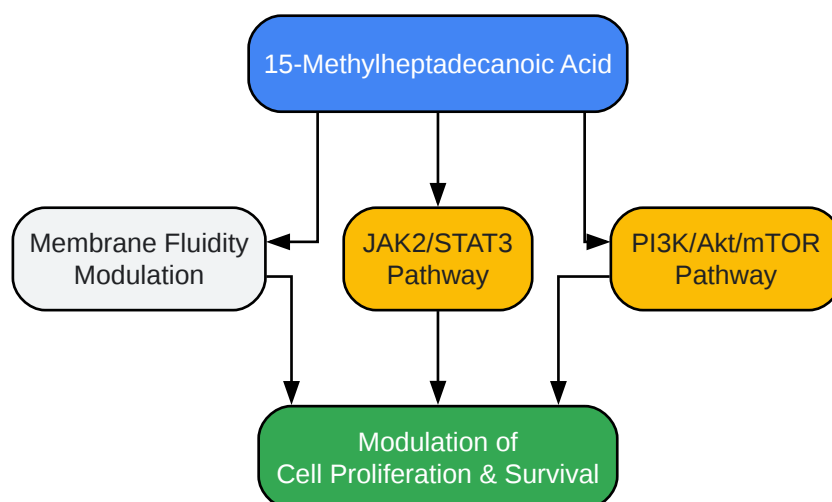 15-Methylheptadecanoic Acid
Membrane Fluidity
Modulation
JAK2/STAT3
Pathway
PI3K/Akt/mTOR
Pathway
Modulation of
Cell Proliferation & Survival